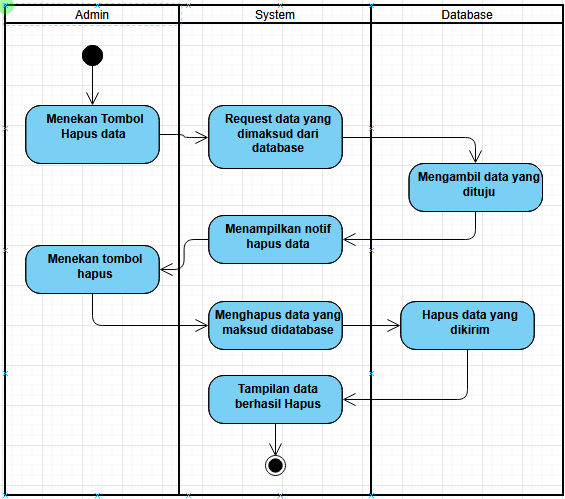 Admin
System
Database
Menekan Tombol
Hapus data
Request data yang
dimaksud dari
database
Mengambil data yang
dituju
Menampilkan notif
hapus data
Menekan tombol
hapus
Menghapus data yang
maksud didatabase
Hapus data yang
dikirim
Tampilan data
berhasil Hapus